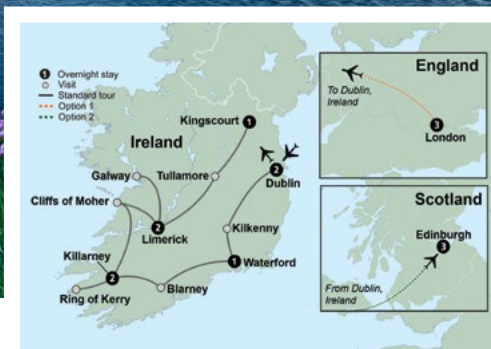 1 Overnight stay
Visit
Standard tour
Option 1
Option 2
Ireland
Kingscourt
1
Galway
Tullamore
2
Dublin
Cliffs of Moher
2
Limerick
Kilkenny
Killarney
2
1 Waterford
Ring of Kerry
Blarney
England
To Dublin,
Ireland
3
London
Scotland
Edinburgh
3
From Dublin,
Ireland